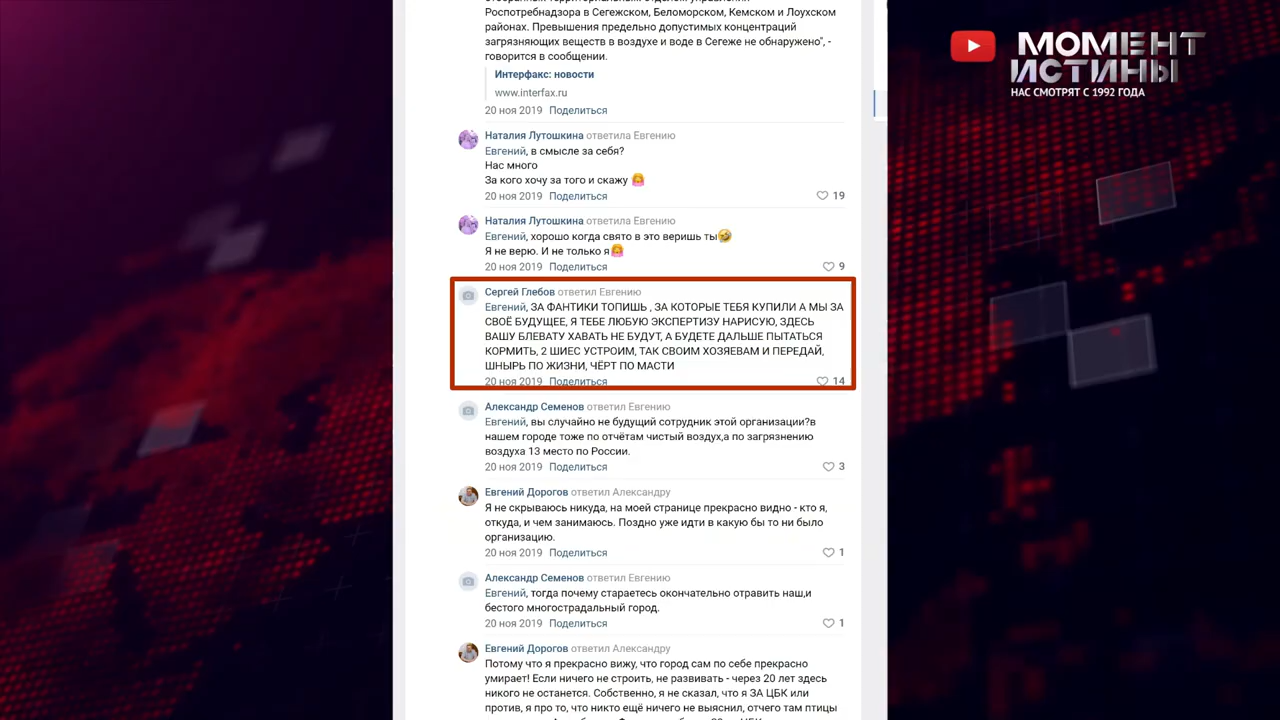 Роспотребнадзора в Сегежском, Беломорском, Кемском и Лоухском
районах. Превышения предельно допустимых концентраций
загрязняющих веществ в воздухе и воде в Сегеже не обнаружено", -
говорится в сообщении.
Интерфакс: новости
www.interfax.ru
20 ноя 2019 Поделиться
МОМЕНТ
ИСТИНЫ
НАС СМОТРЯТ С 1992 ГОДА
Наталия Лутошкина ответила Евгению
Евгений, в смысле за себя?
Нас много
За кого хочу за того и скажу
20 ноя 2019 Поделиться 19
Наталия Лутошкина ответила Евгению
Евгений, хорошо когда свято в это веришь ты🤣
Я не верю. И не только я
20 ноя 2019 Поделиться 9
Сергей Глебов ответил Евгению
Евгений, ЗА ФАНТИКИ ТОПИШЬ , ЗА КОТОРЫЕ ТЕБЯ КУПИЛИ А МЫ ЗА
СВОЁ БУДУЩЕЕ, Я ТЕБЕ ЛЮБУЮ ЭКСПЕРТИЗУ НАРИСУЮ, ЗДЕСЬ
ВАШУ БЛЕВАТУ ХАВАТЬ НЕ БУДУТ, А БУДЕТЕ ДАЛЬШЕ ПЫТАТЬСЯ
КОРМИТЬ, 2 ШИЕС УСТРОИМ, ТАК СВОИМ ХОЗЯЕВАМ И ПЕРЕДАЙ,
ШНЫРЬ ПО ЖИЗНИ, ЧЁРТ ПО МАСТИ
20 ноя 2019 Поделиться 14
Александр Семенов ответил Евгению
Евгений, вы случайно не будущий сотрудник этой организации?в
нашем городе тоже по отчётам чистый воздух,а по загрязнению
воздуха 13 место по России.
20 ноя 2019 Поделиться 3
Евгений Дорогов ответил Александру
Я не скрываюсь никуда, на моей странице прекрасно видно - кто я,
откуда, и чем занимаюсь. Поздно уже идти в какую бы то ни было
организацию.
20 ноя 2019 Поделиться 1
Александр Семенов ответил Евгению
Евгений, тогда почему стараетесь окончательно отравить наш,и
бестого многострадальный город.
20 ноя 2019 Поделиться 1
Евгений Дорогов ответил Александру
Потому что я прекрасно вижу, что город сам по себе прекрасно
умирает! Если ничего не строить, не развивать - через 20 лет здесь
никого не останется. Собственно, я не сказал, что я ЗА ЦБК или
против, я про то, что никто ещё ничего не выяснил, отчего там птицы